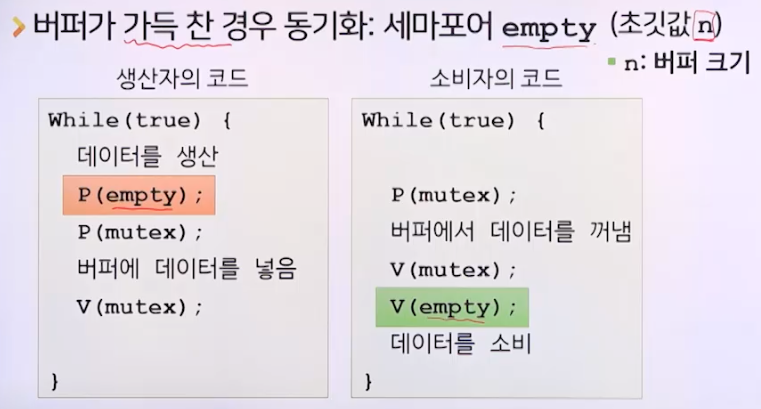 버퍼가 가득 찬 경우 동기화: 세마포어 empty (초깃값 n)
▪ n: 버퍼 크기
생산자의 코드
While(true) {
데이터를 생산
P(empty);
P(mutex);
버퍼에 데이터를 넣음
V(mutex);
}
소비자의 코드
While(true) {
P(mutex);
버퍼에서 데이터를 꺼냄
V(mutex);
V(empty);
데이터를 소비
}